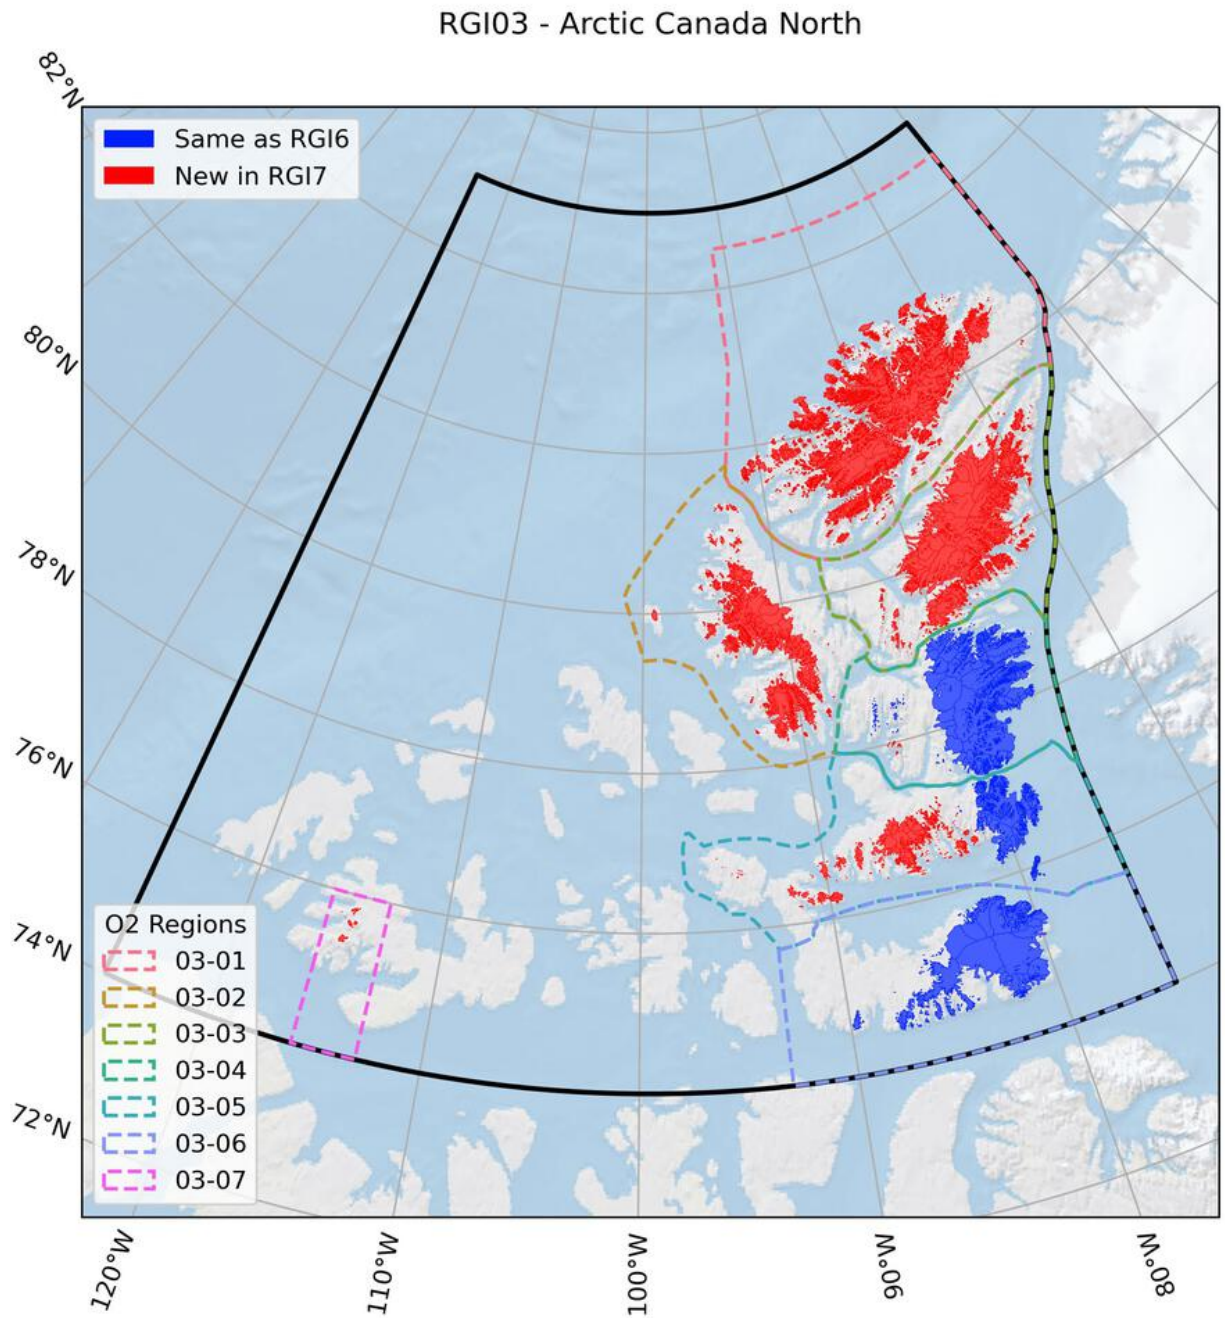 RGI03 - Arctic Canada North
82°N
Same as RGI6
New in RGI7
80°N
78°N
76°N
74°N
72°N
O2 Regions
03-01
03-02
03-03
03-04
03-05
03-06
03-07
120°W
110°W
100°W
90°W
80°W